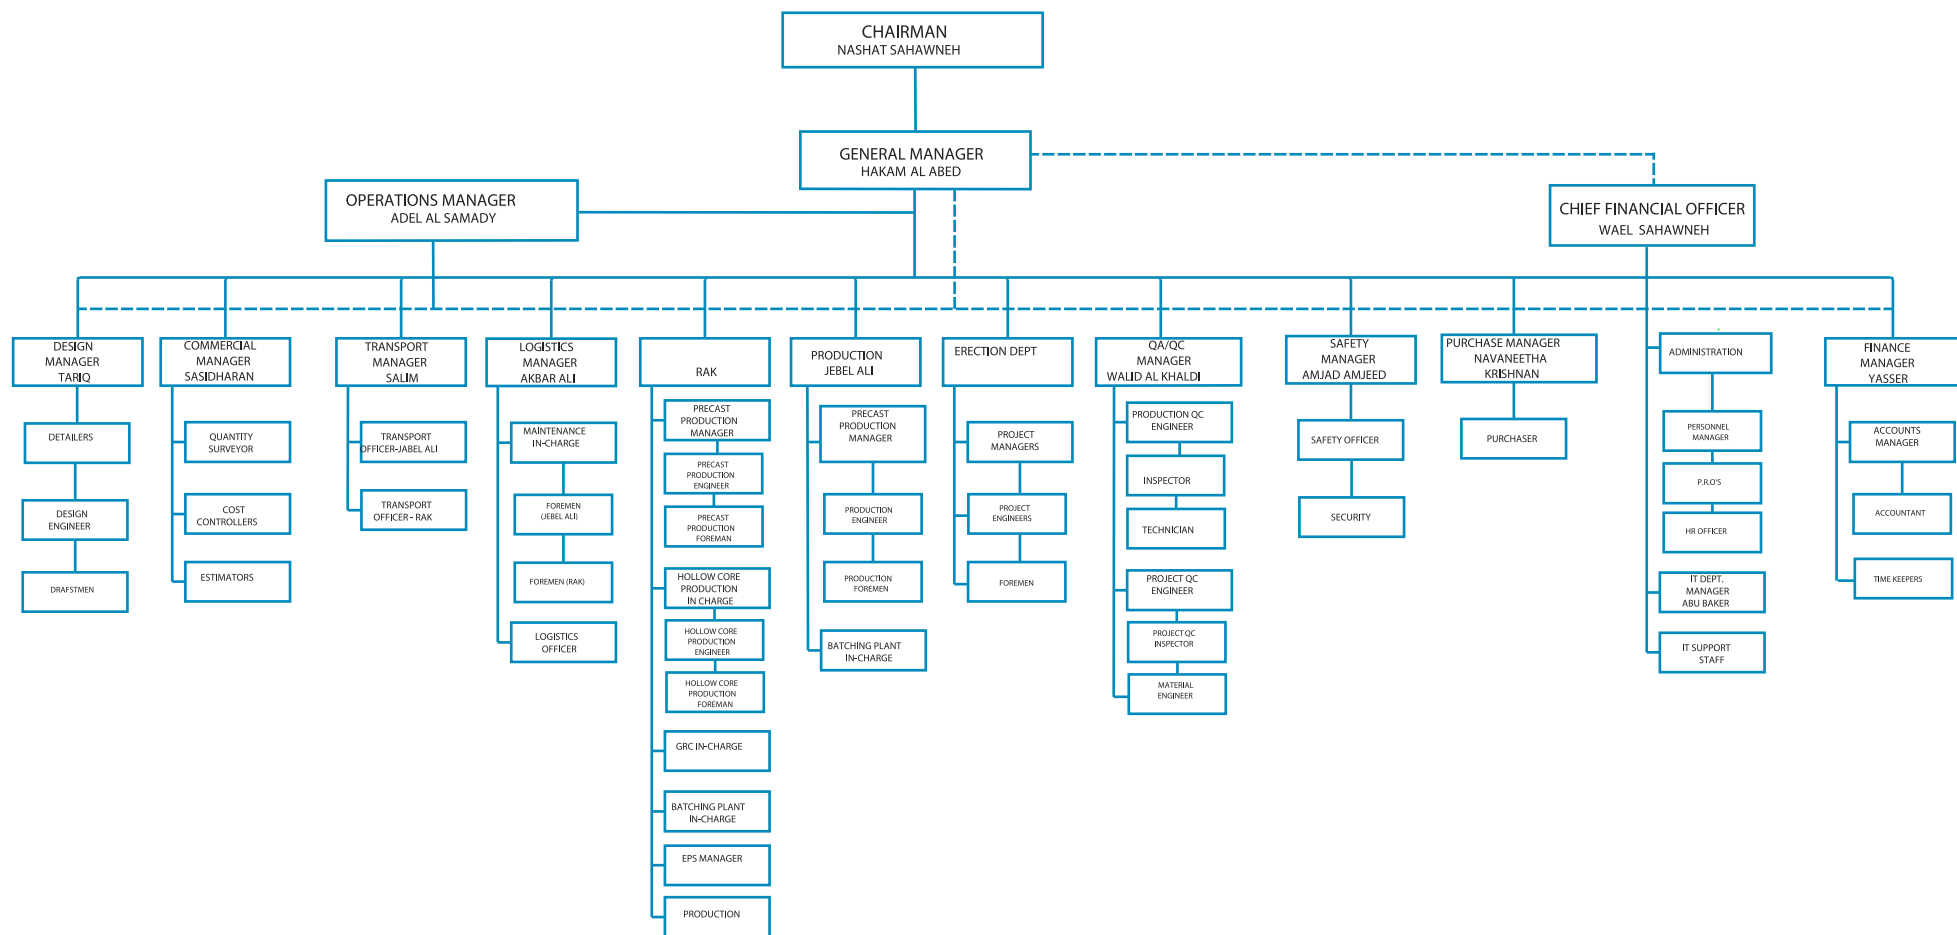 CHAIRMAN
NASHAT SAHAWNEH
GENERAL MANAGER
HAKAM AL ABED
OPERATIONS MANAGER
ADEL AL SAMADY
CHIEF FINANCIAL OFFICER
WAEL SAHAWNEH
DESIGN
MANAGER
TARIQ
DETAILERS
DESIGN
ENGINEER
DRAFSTMEN
COMMERCIAL
MANAGER
SASIDHARAN
QUANTITY
SURVEYOR
COST
CONTROLLERS
ESTIMATORS
TRANSPORT
MANAGER
SALIM
TRANSPORT
OFFICER-JABEL ALI
TRANSPORT
OFFICER-RAK
LOGISTICS
MANAGER
AKBAR ALI
MAINTENANCE
IN-CHARGE
FOREMEN
(JEBEL ALI)
FOREMEN (RAK)
LOGISTICS
OFFICER
RAK
PRECAST
PRODUCTION
MANAGER
PRECAST
PRODUCTION
ENGINEER
PRECAST
PRODUCTION
FOREMAN
HOLLOW CORE
PRODUCTION
IN CHARGE
HOLLOW CORE
PRODUCTION
ENGINEER
HOLLOW CORE
PRODUCTION
FOREMAN
GRC IN-CHARGE
BATCHING PLANT
IN-CHARGE
EPS MANAGER
PRODUCTION
PRODUCTION
JEBEL ALI
PRECAST
PRODUCTION
MANAGER
PRODUCTION
ENGINEER
PRODUCTION
FOREMEN
BATCHING PLANT
IN-CHARGE
ERECTION DEPT
PROJECT
MANAGERS
PROJECT
ENGINEERS
FOREMEN
QA/QC
MANAGER
WALID AL KHALDI
PRODUCTION QC
ENGINEER
INSPECTOR
TECHNICIAN
PROJECT QC
ENGINEER
PROJECT QC
INSPECTOR
MATERIAL
ENGINEER
SAFETY
MANAGER
AMJAD AMJEED
SAFETY OFFICER
SECURITY
PURCHASE MANAGER
NAVANEETHA
KRISHNAN
PURCHASER
ADMINISTRATION
PERSONNEL
MANAGER
P.R.O'S
HR OFFICER
IT DEPT.
MANAGER
ABU BAKER
IT SUPPORT
STAFF
FINANCE
MANAGER
YASSER
ACCOUNTS
MANAGER
ACCOUNTANT
TIME KEEPERS